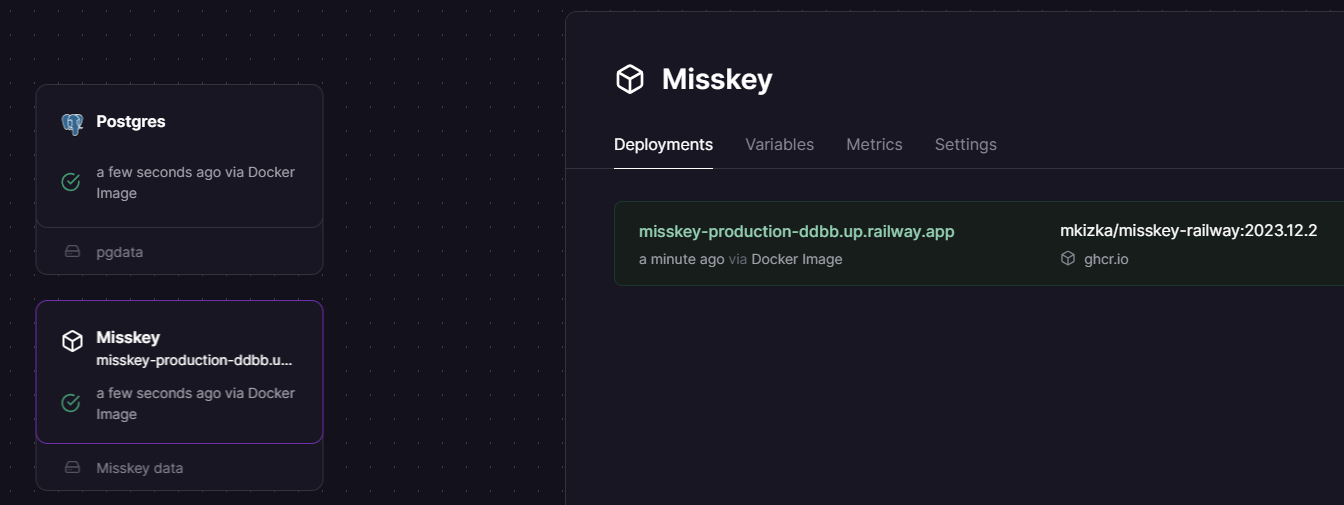 Postgres
a few seconds ago via Docker
Image
pgdata
Misskey
misskey-production-ddbb.u...
a few seconds ago via Docker
Image
Misskey data
Misskey
Deployments Variables Metrics Settings
misskey-production-ddbb.up.railway.app mkizka/misskey-railway:2023.12.2
a minute ago via Docker Image ghcr.io